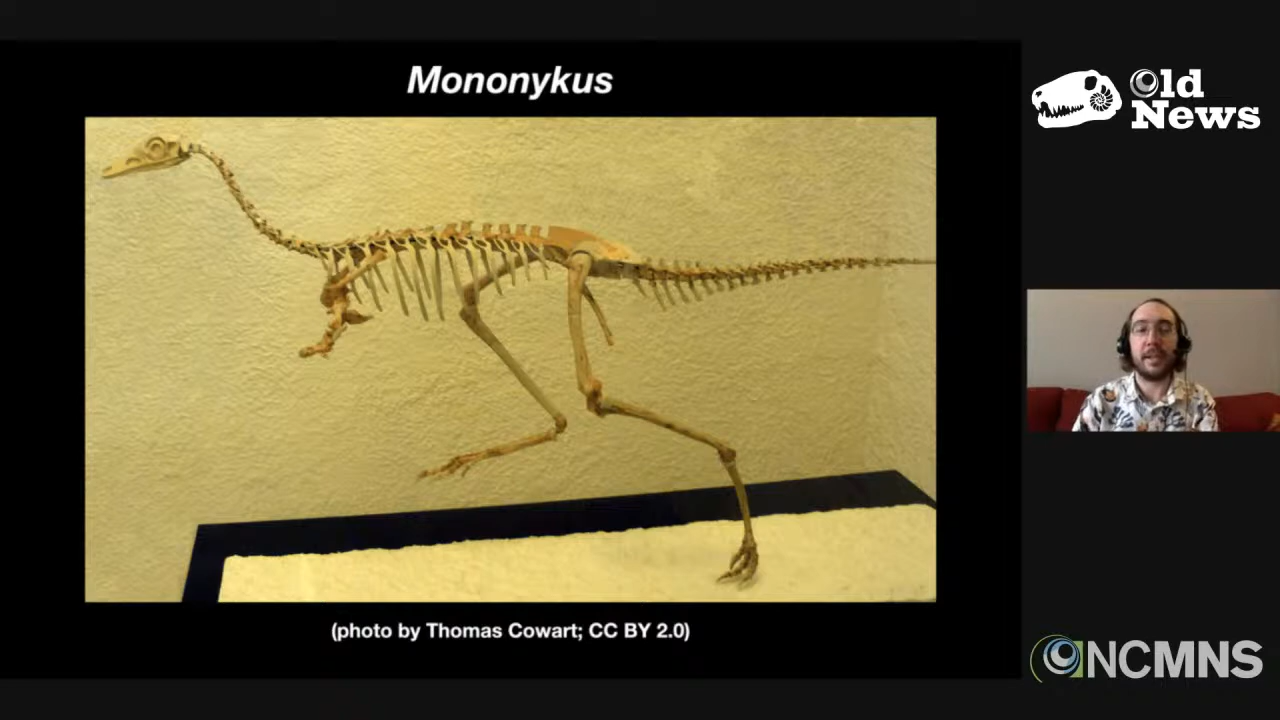 Mononykus
Old
News
(photo by Thomas Cowart; CC BY 2.0)
NCMNS